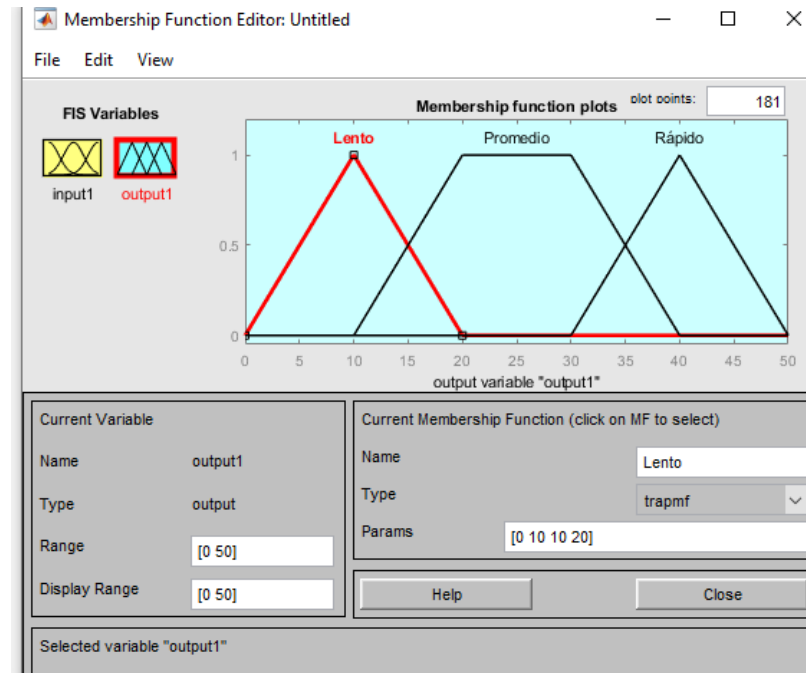 Membership Function Editor: Untitled
File Edit View
FIS Variables
Membership function plots
plot points:
181
input1
output1
Lento
Promedio
Rápido
1
0.5
0
0 5 10 15 20 25 30 35 40 45 50
output variable "output1"
Current Variable
Name output1
Type output
Range [0 50]
Display Range [0 50]
Current Membership Function (click on MF to select)
Name Lento
Type trapmf
Params [0 10 10 20]
Help
Close
Selected variable "output1"